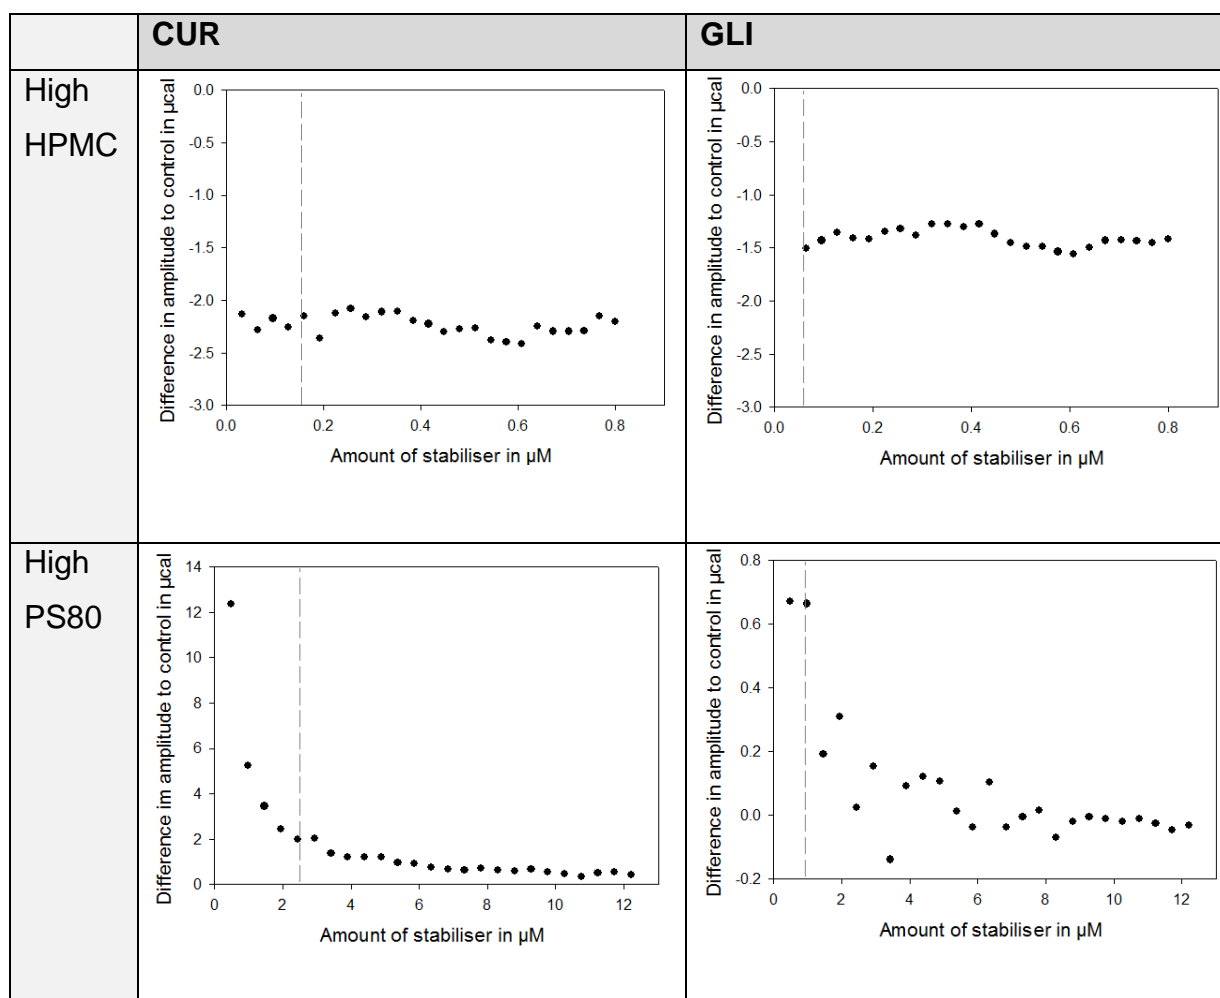 CUR
GLI
High
HPMC
Difference in amplitude to control in µcal
0.0
-0.5
-1.0
-1.5
-2.0
-2.5
-3.0
0.0 0.2 0.4 0.6 0.8
Amount of stabiliser in µM
Difference in amplitude to control in µcal
0.0
-0.5
-1.0
-1.5
-2.0
-2.5
-3.0
0.0 0.2 0.4 0.6 0.8
Amount of stabiliser in µM
High
PS80
Difference im amplitude to control in µcal
14
12
10
8
6
4
2
0
0 2 4 6 8 10 12
Amount of stabiliser in µM
Difference in amplitude to control in µcal
0.8
0.6
0.4
0.2
0.0
-0.2
0 2 4 6 8 10 12
Amount of stabiliser in µM